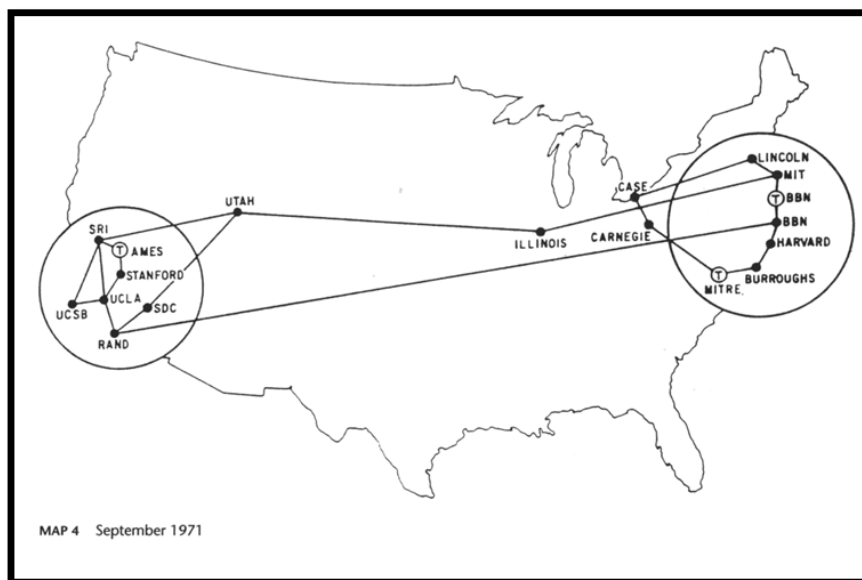 LINCOLN
MIT
T BBN
CASE
UTAH
BBN
SRI
T AMES
ILLINOIS
CARNEGIE
HARVARD
STANFORD
T
BURROUGHS
MITRE
UCLA
SDC
UCSB
RAND
MAP 4 September 1971